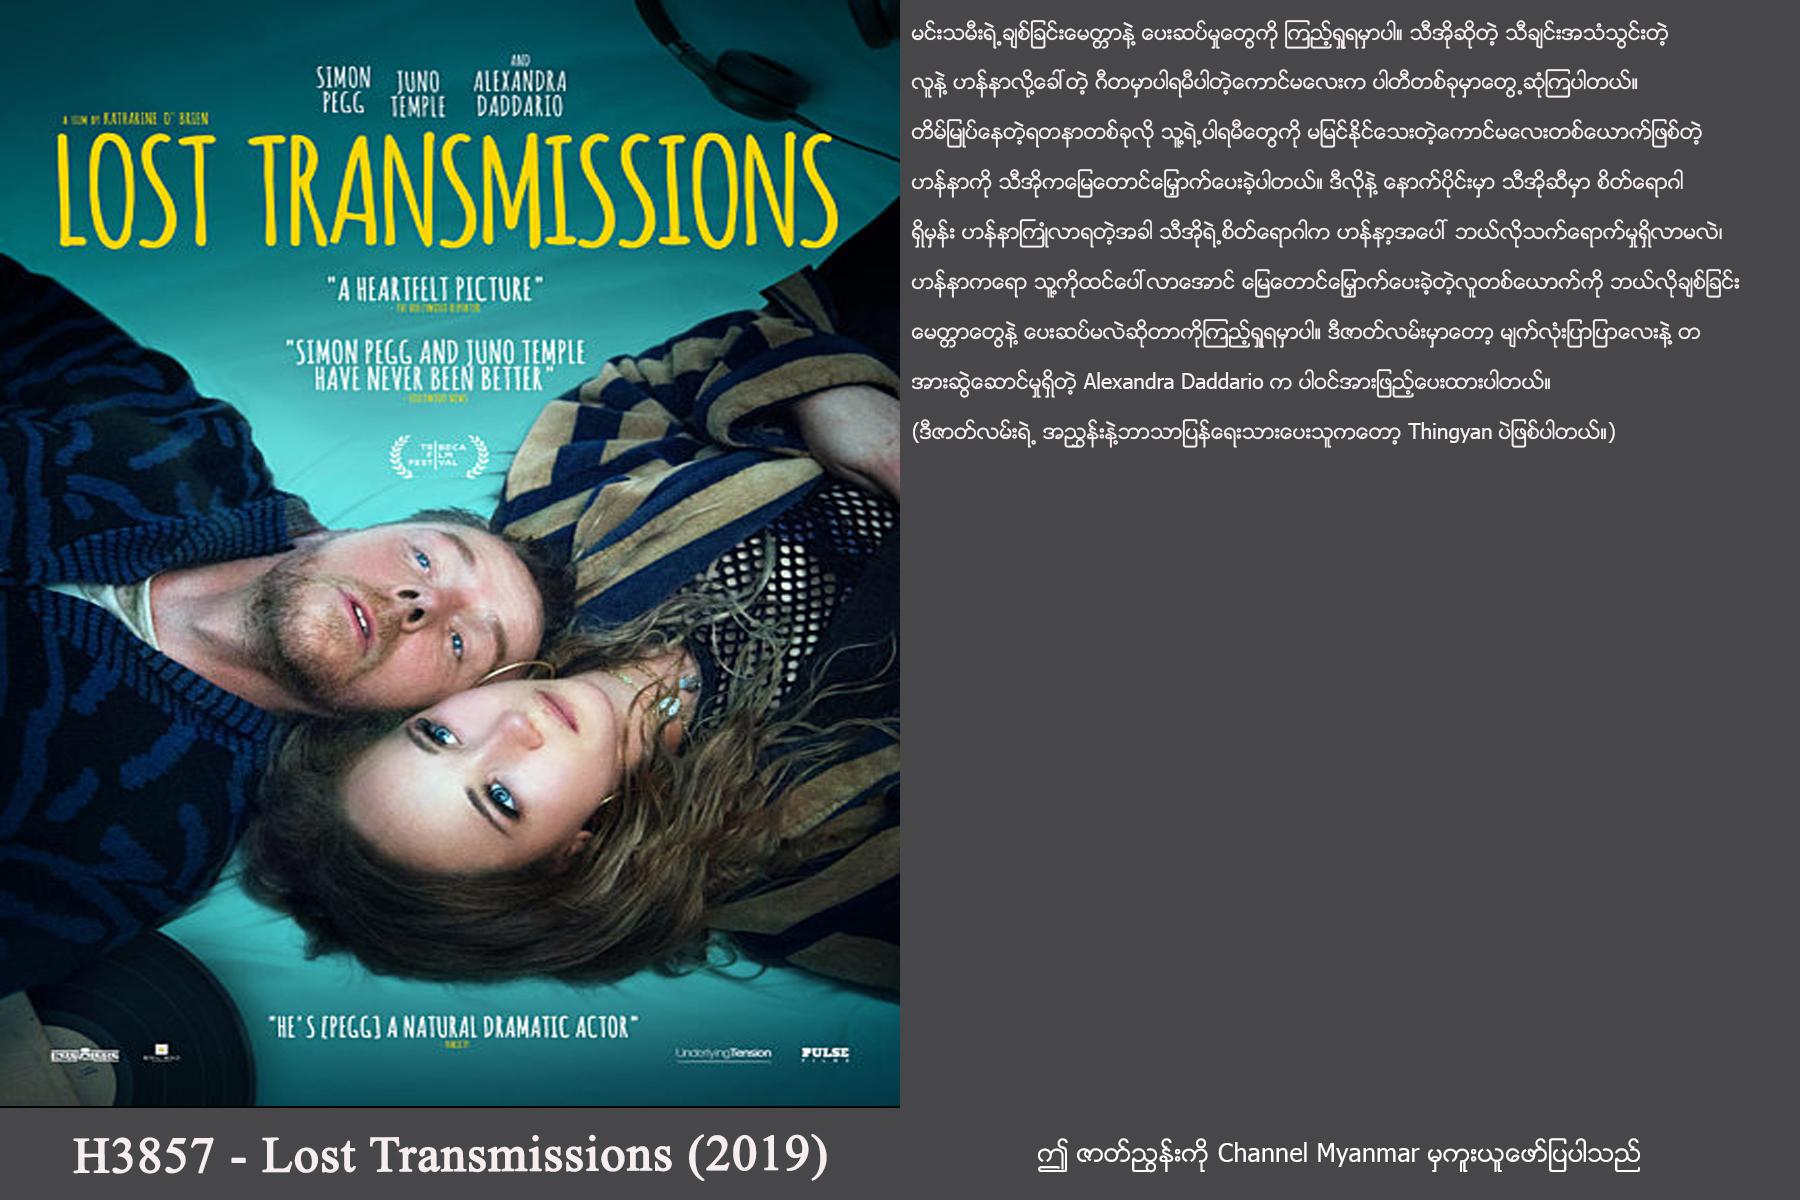 SIMON PEGG
JUNO TEMPLE
AND ALEXANDRA DADDARIO
A FILM BY KATHARINE O'BRIEN
LOST TRANSMISSIONS
"A HEARTFELT PICTURE"
- THE HOLLYWOOD REPORTER
"SIMON PEGG AND JUNO TEMPLE
HAVE NEVER BEEN BETTER"
- HOLLYWOOD NEWS
TRIBECA
FILM
FESTIVAL
"HE'S [PEGG] A NATURAL DRAMATIC ACTOR"
UnderlyingTension
PULSE
FILMS
H3857 - Lost Transmissions (2019)
မင်းသမီးရဲ့ချစ်ခြင်းမေတ္တာနဲ့ ပေးဆပ်မှုတွေကို ကြည့်ရှုရမှာပါ။ သီအိုဆိုတဲ့ သီချင်းအသံသွင်းတဲ့
လူနဲ့ ဟန်နာလို့ခေါ်တဲ့ ဂီတမှာပါရမီပါတဲ့ကောင်မလေးက ပါတီတစ်ခုမှာတွေ့ဆုံကြပါတယ်။
တိမ်မြုပ်နေတဲ့ရတနာတစ်ခုလို သူ့ရဲ့ပါရမီတွေကို မမြင်နိုင်သေးတဲ့ကောင်မလေးတစ်ယောက်ဖြစ်တဲ့
ဟန်နာကို သီအိုကမြေတောင်မြှောက်ပေးခဲ့ပါတယ်။ ဒီလိုနဲ့ နောက်ပိုင်းမှာ သီအိုဆီမှာ စိတ်ရောဂါ
ရှိမှန်း ဟန်နာကြုံလာရတဲ့အခါ သီအိုရဲ့စိတ်ရောဂါက ဟန်နာ့အပေါ် ဘယ်လိုသက်ရောက်မှုရှိလာမလဲ၊
ဟန်နာကရော သူ့ကိုထင်ပေါ်လာအောင် မြေတောင်မြှောက်ပေးခဲ့တဲ့လူတစ်ယောက်ကို ဘယ်လိုချစ်ခြင်း
မေတ္တာတွေနဲ့ ပေးဆပ်မလဲဆိုတာကိုကြည့်ရှုရမှာပါ။ ဒီဇာတ်လမ်းမှာတော့ မျက်လုံးပြာပြာလေးနဲ့ တ
အားဆွဲဆောင်မှုရှိတဲ့ Alexandra Daddario က ပါဝင်အားဖြည့်ပေးထားပါတယ်။
(ဒီဇာတ်လမ်းရဲ့ အညွှန်းနဲ့ဘာသာပြန်ရေးသားပေးသူကတော့ Thingyan ပဲဖြစ်ပါတယ်။)
ဤ ဇာတ်ညွှန်းကို Channel Myanmar မှကူးယူဖော်ပြပါသည်